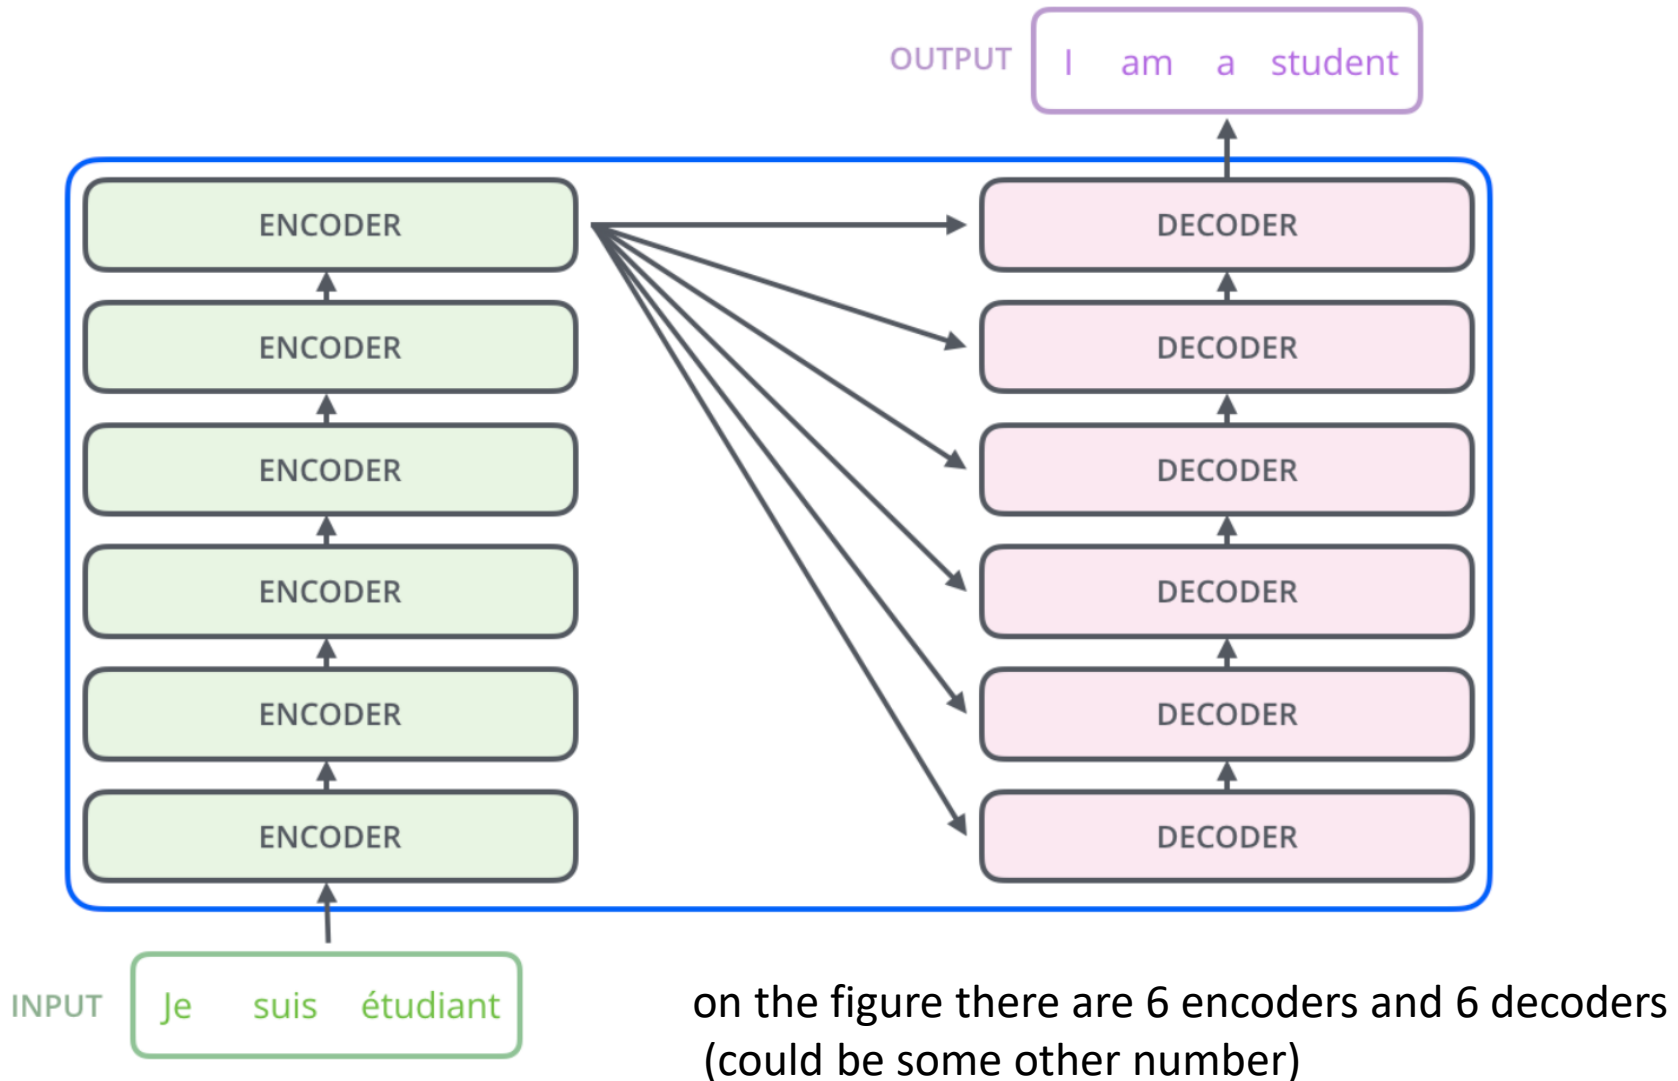 OUTPUT I am a student
ENCODER DECODER
ENCODER DECODER
ENCODER DECODER
ENCODER DECODER
ENCODER DECODER
ENCODER DECODER
INPUT Je suis étudiant
on the figure there are 6 encoders and 6 decoders
(could be some other number)